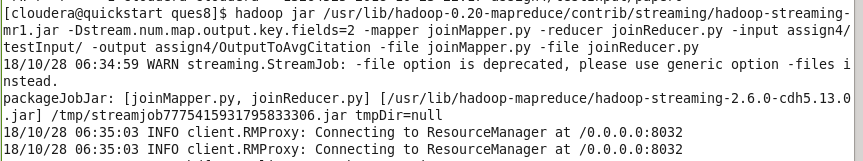 [cloudera@quickstart ques8]$ hadoop jar /usr/lib/hadoop-0.20-mapreduce/contrib/streaming/hadoop-streaming-
mr1.jar -Dstream.num.map.output.key.fields=2 -mapper joinMapper.py -reducer joinReducer.py -input assign4/
testInput/ -output assign4/OutputToAvgCitation -file joinMapper.py -file joinReducer.py
18/10/28 06:34:59 WARN streaming.StreamJob: -file option is deprecated, please use generic option -files i
nstead.
packageJobJar: [joinMapper.py, joinReducer.py] [/usr/lib/hadoop-mapreduce/hadoop-streaming-2.6.0-cdh5.13.0
.jar] /tmp/streamjob7775415931795833306.jar tmpDir=null
18/10/28 06:35:03 INFO client.RMProxy: Connecting to ResourceManager at /0.0.0.0:8032
18/10/28 06:35:03 INFO client.RMProxy: Connecting to ResourceManager at /0.0.0.0:8032